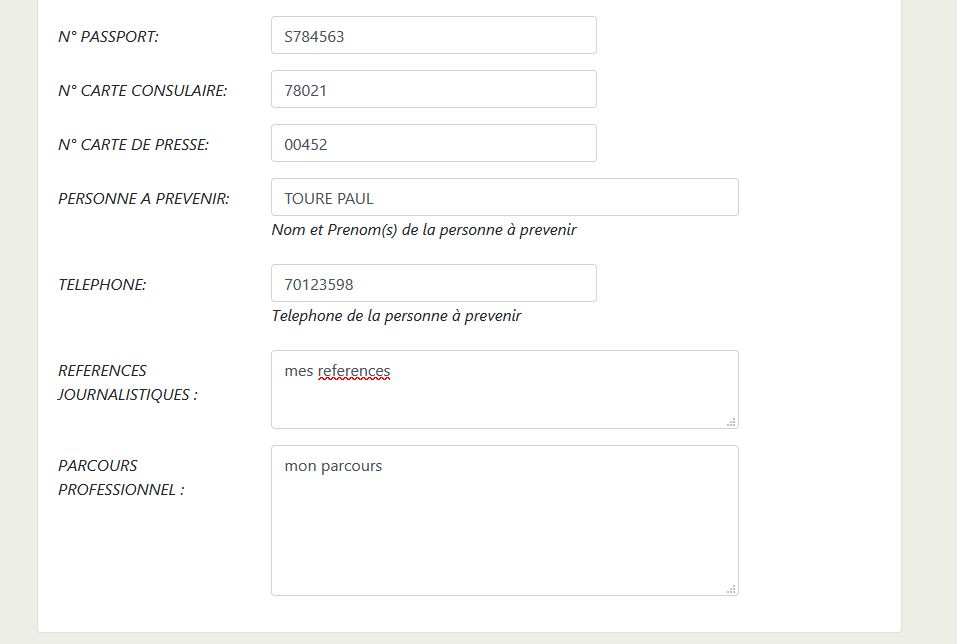 N° PASSPORT: S784563
N° CARTE CONSULAIRE: 78021
N° CARTE DE PRESSE: 00452
PERSONNE A PREVENIR: TOURE PAUL
Nom et Prenom(s) de la personne à prevenir
TELEPHONE: 70123598
Telephone de la personne à prevenir
REFERENCES
JOURNALISTIQUES :
mes references
PARCOURS
PROFESSIONNEL :
mon parcours